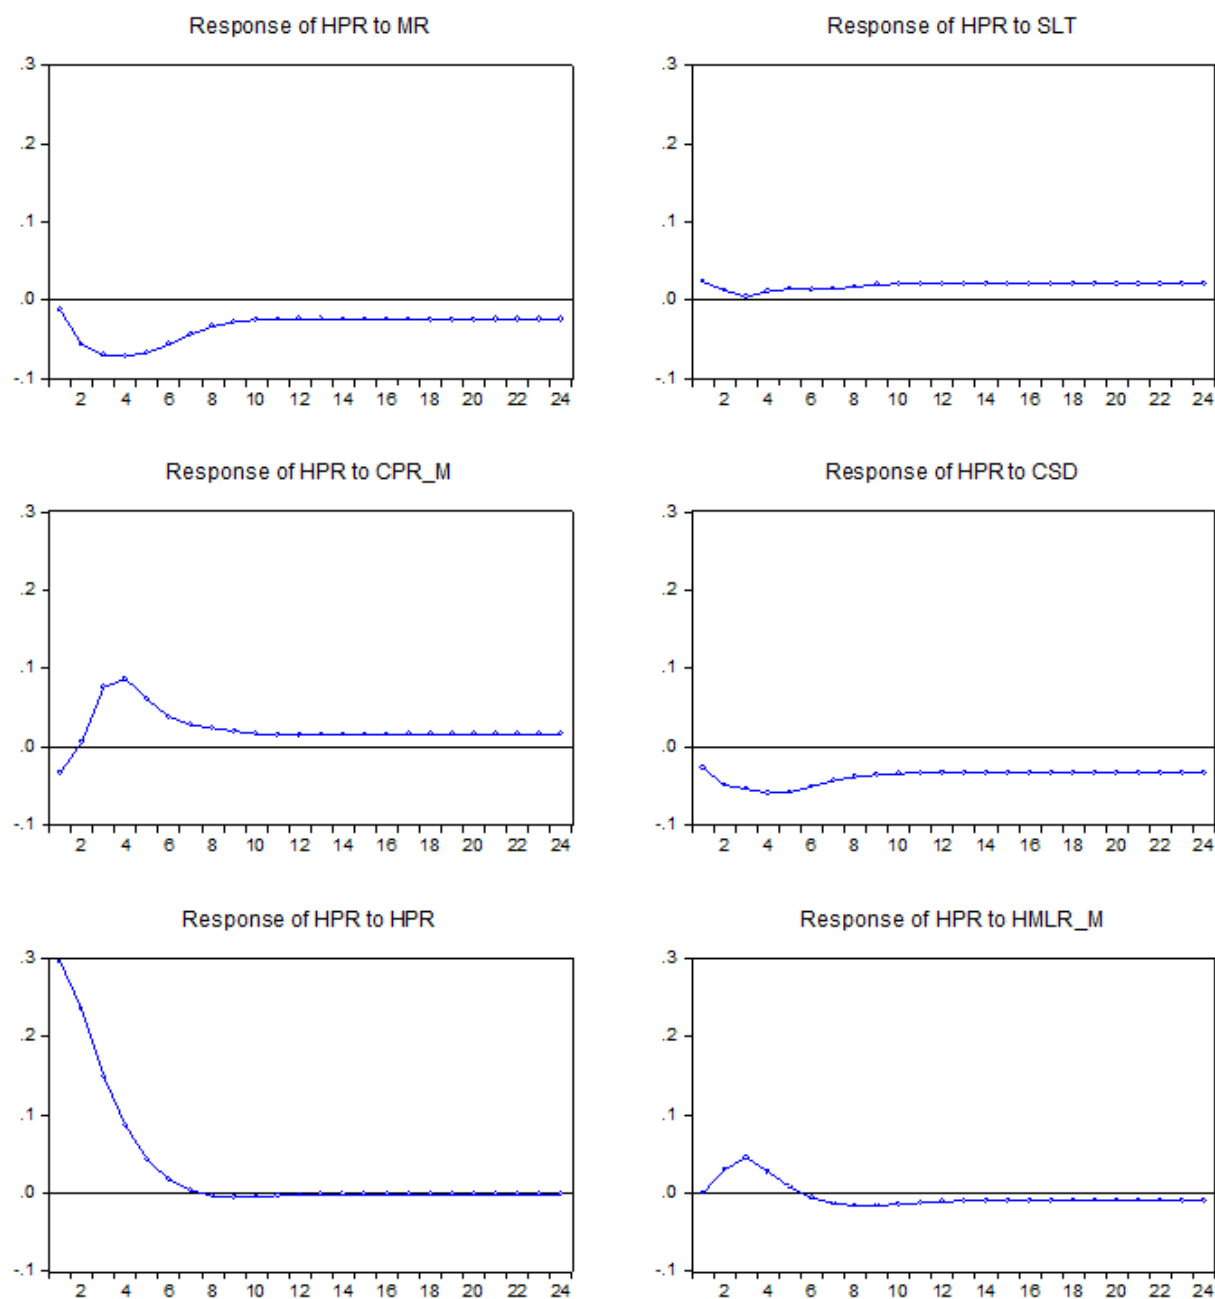 Response of HPR to MR
.3
.2
.1
.0
-.1
2 4 6 8 10 12 14 16 18 20 22 24
Response of HPR to SLT
.3
.2
.1
.0
-.1
2 4 6 8 10 12 14 16 18 20 22 24
Response of HPR to CPR_M
.3
.2
.1
.0
-.1
2 4 6 8 10 12 14 16 18 20 22 24
Response of HPR to CSD
.3
.2
.1
.0
-.1
2 4 6 8 10 12 14 16 18 20 22 24
Response of HPR to HPR
.3
.2
.1
.0
-.1
2 4 6 8 10 12 14 16 18 20 22 24
Response of HPR to HMLR_M
.3
.2
.1
.0
-.1
2 4 6 8 10 12 14 16 18 20 22 24